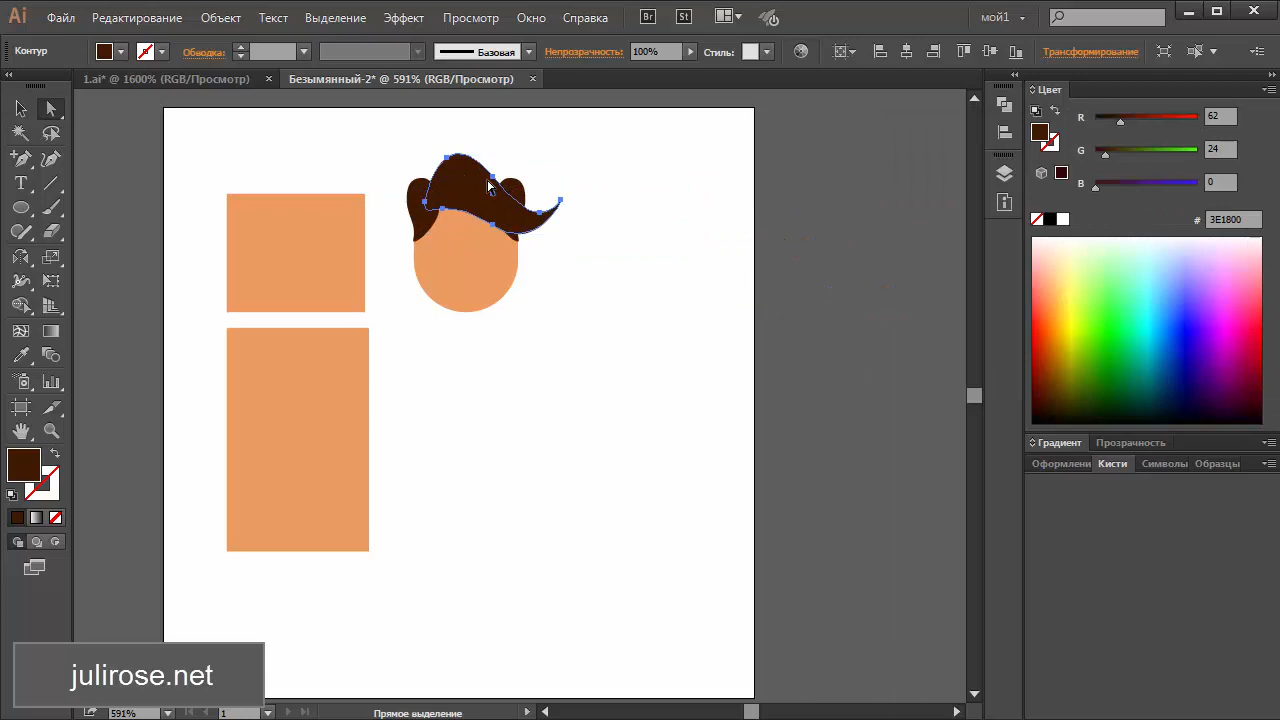 Ai Файл Редактирование Объект Текст Выделение Эффект Просмотр Окно Справка Br St мой1
Контур Обводка: Базовая Непрозрачность: 100% Стиль: Трансформирование
1.ai* @ 1600% (RGB/Просмотр) × Безымянный-2* @ 591% (RGB/Просмотр) ×
Цвет
R 62
G 24
B 0
# 3E1800
Градиент Прозрачность
Оформлени Кисти Символы Образцы
julirose.net
591% 1 Прямое выделение